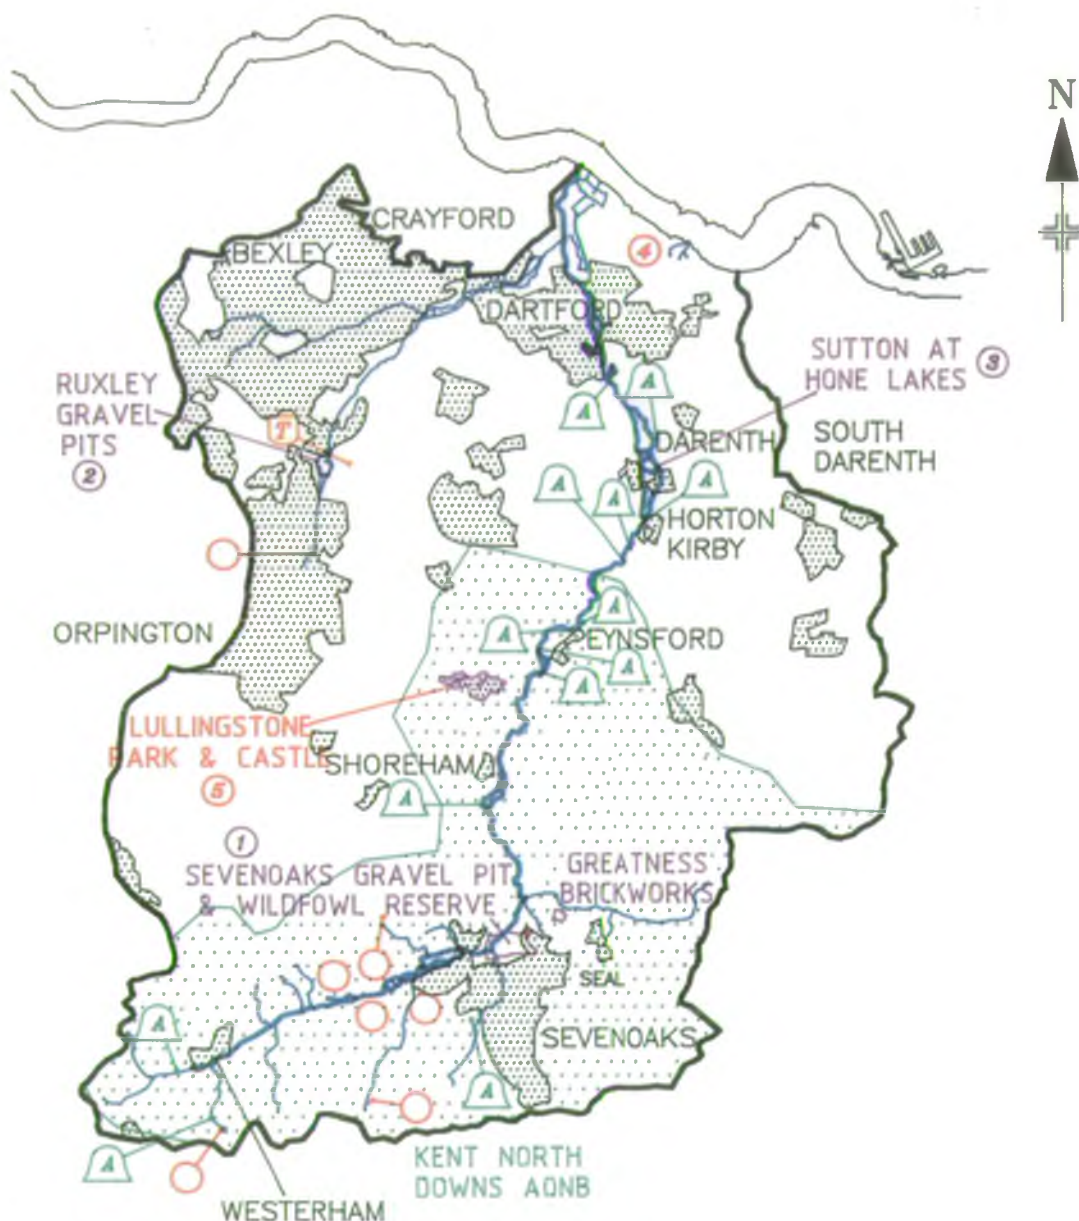 N
CRAYFORD
BEXLEY
4
DARTFORD
SUTTON AT
HONE LAKES
3
RUXLEY
GRAVEL
PITS
2
T
A
A
DARENTH
SOUTH
DARENTH
A
A
A
HORTON
KIRBY
A
ORPINGTON
A
EYNSFORD
A
A
LULLINGSTONE
PARK & CASTLE
5
SHOREHAM
A
1
SEVENOAKS GRAVEL PIT
& WILDFOWL RESERVE
GREATNESS
BRICKWORKS
SEAL
A
SEVENOAKS
A
A
KENT NORTH
DOWNS AONB
WESTERHAM